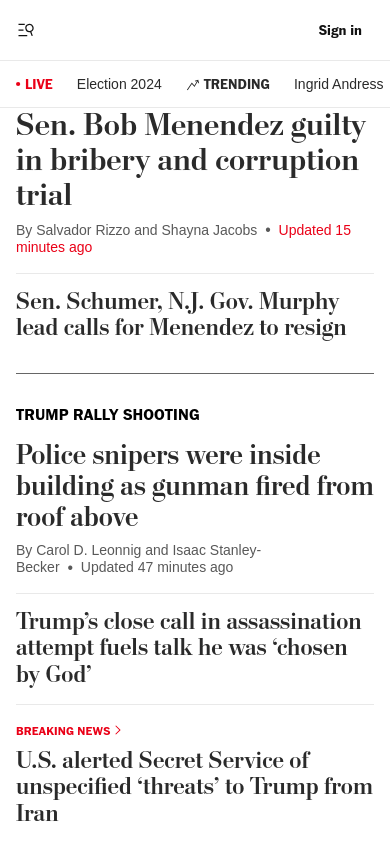 Sign in
• LIVE Election 2024 TRENDING Ingrid Andress
Sen. Bob Menendez guilty
in bribery and corruption
trial
By Salvador Rizzo and Shayna Jacobs • Updated 15
minutes ago
Sen. Schumer, N.J. Gov. Murphy
lead calls for Menendez to resign
TRUMP RALLY SHOOTING
Police snipers were inside
building as gunman fired from
roof above
By Carol D. Leonnig and Isaac Stanley-
Becker • Updated 47 minutes ago
Trump’s close call in assassination
attempt fuels talk he was ‘chosen
by God’
BREAKING NEWS
U.S. alerted Secret Service of
unspecified ‘threats’ to Trump from
Iran